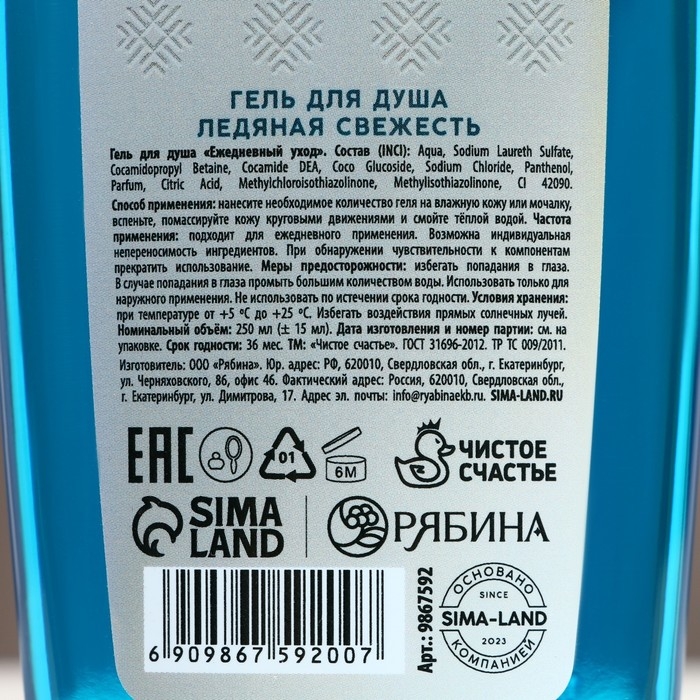 ГЕЛЬ ДЛЯ ДУША
ЛЕДЯНАЯ СВЕЖЕСТЬ
Гель для душа «Ежедневный уход». Состав (INCI): Aqua, Sodium Laureth Sulfate,
Cocamidopropyl Betaine, Cocamide DEA, Coco Glucoside, Sodium Chloride, Panthenol,
Parfum, Citric Acid, Methylchloroisothiazolinone, Methylisothiazolinone, CI 42090.
Способ применения: нанесите необходимое количество геля на влажную кожу или мочалку,
вспеньте, помассируйте кожу круговыми движениями и смойте тёплой водой. Частота
применения: подходит для ежедневного применения. Возможна индивидуальная
непереносимость ингредиентов. При обнаружении чувствительности к компонентам
прекратить использование. Меры предосторожности: избегать попадания в глаза.
В случае попадания в глаза промыть большим количеством воды. Использовать только для
наружного применения. Не использовать по истечении срока годности. Условия хранения:
при температуре от +5 °С до +25 °С. Избегать воздействия прямых солнечных лучей.
Номинальный объём: 250 мл (± 15 мл). Дата изготовления и номер партии: см. на
упаковке. Срок годности: 36 мес. ТМ: «Чистое счастье». ГОСТ 31696-2012. ТР ТС 009/2011.
Изготовитель: ООО «Рябина». Юр. адрес: РФ, 620010, Свердловская обл., г. Екатеринбург,
ул. Черняховского, 86, офис 46. Фактический адрес: Россия, 620010, Свердловская обл.,
г. Екатеринбург, ул. Димитрова, 17. Адрес эл. почты: info@ryabinaekb.ru. SIMA-LAND.RU
EAC
01
6M
ЧИСТОЕ
СЧАСТЬЕ
SIMA
LAND
РЯБИНА
6 909867 592007
Арт.: 9867592
ОСНОВАНО
SINCE
SIMA-LAND
2023
КОМПАНИЕЙ